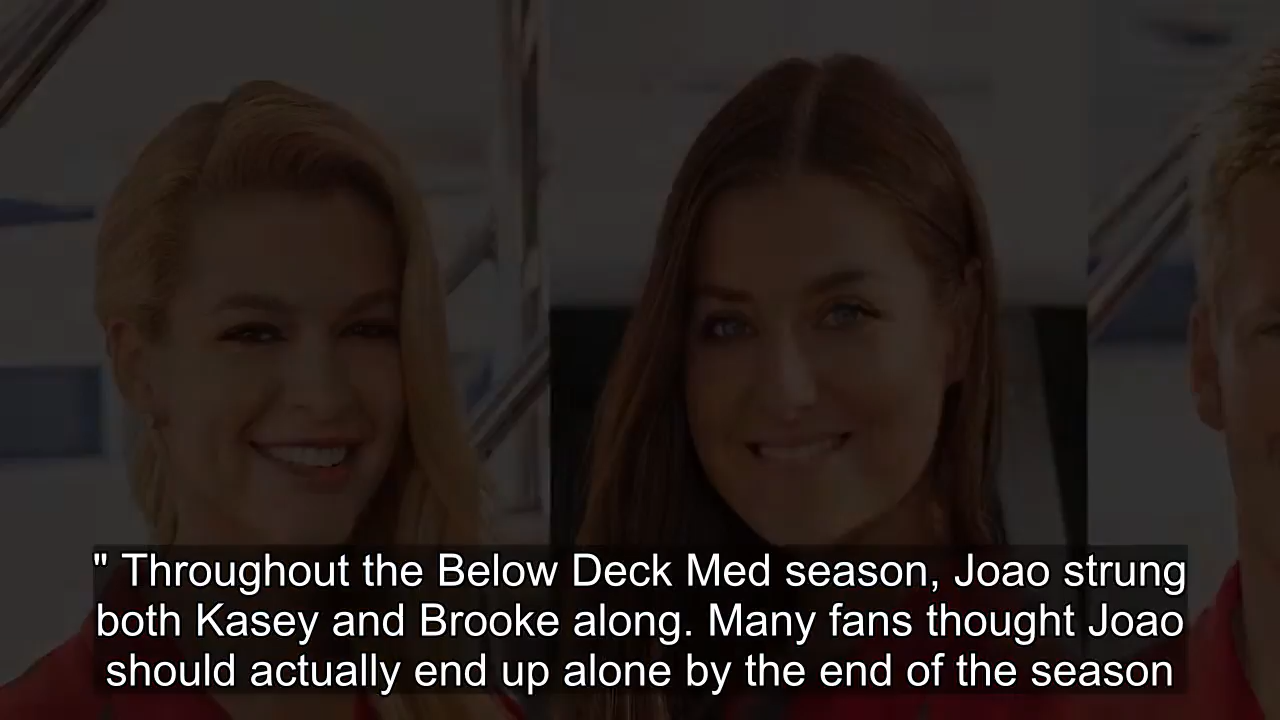 " Throughout the Below Deck Med season, Joao strung
both Kasey and Brooke along. Many fans thought Joao
should actually end up alone by the end of the season